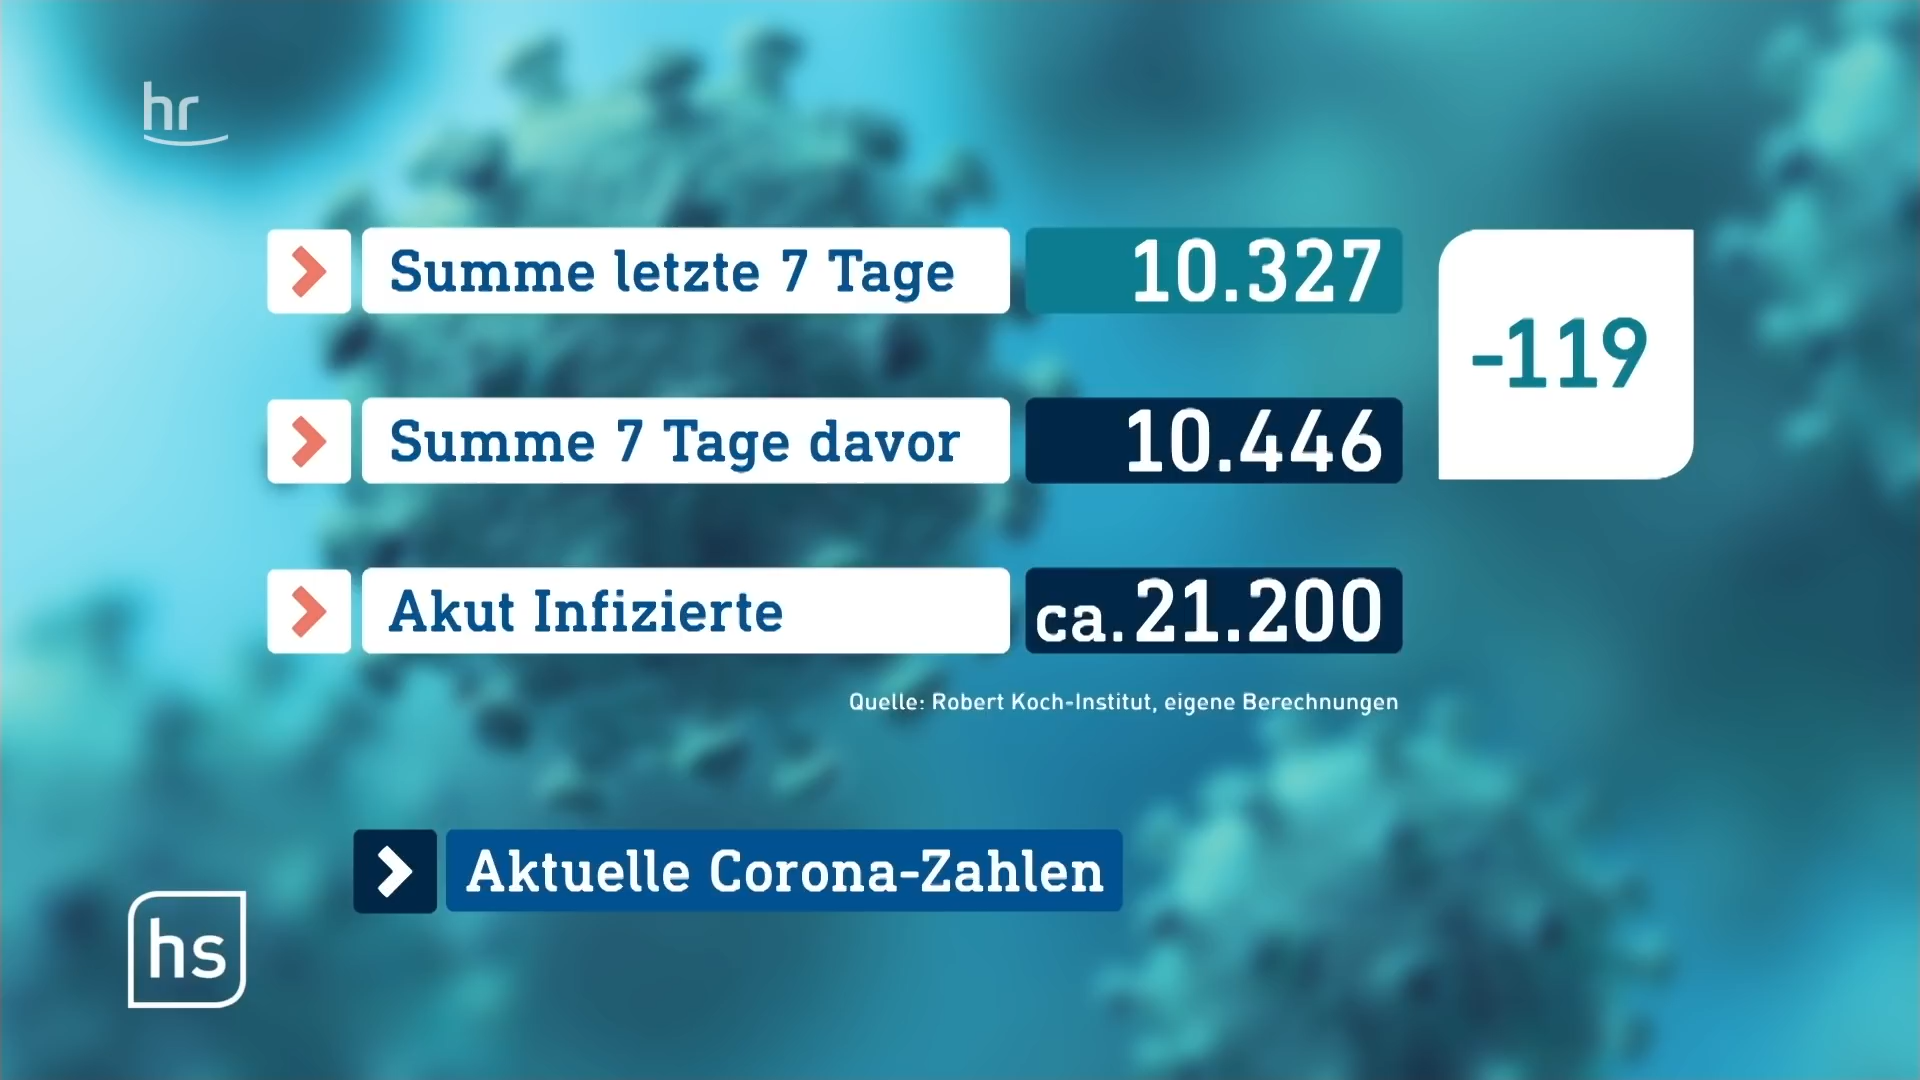 hr
Summe letzte 7 Tage 10.327
-119
Summe 7 Tage davor 10.446
Akut Infizierte ca. 21.200
Quelle: Robert Koch-Institut, eigene Berechnungen
Aktuelle Corona-Zahlen
hs